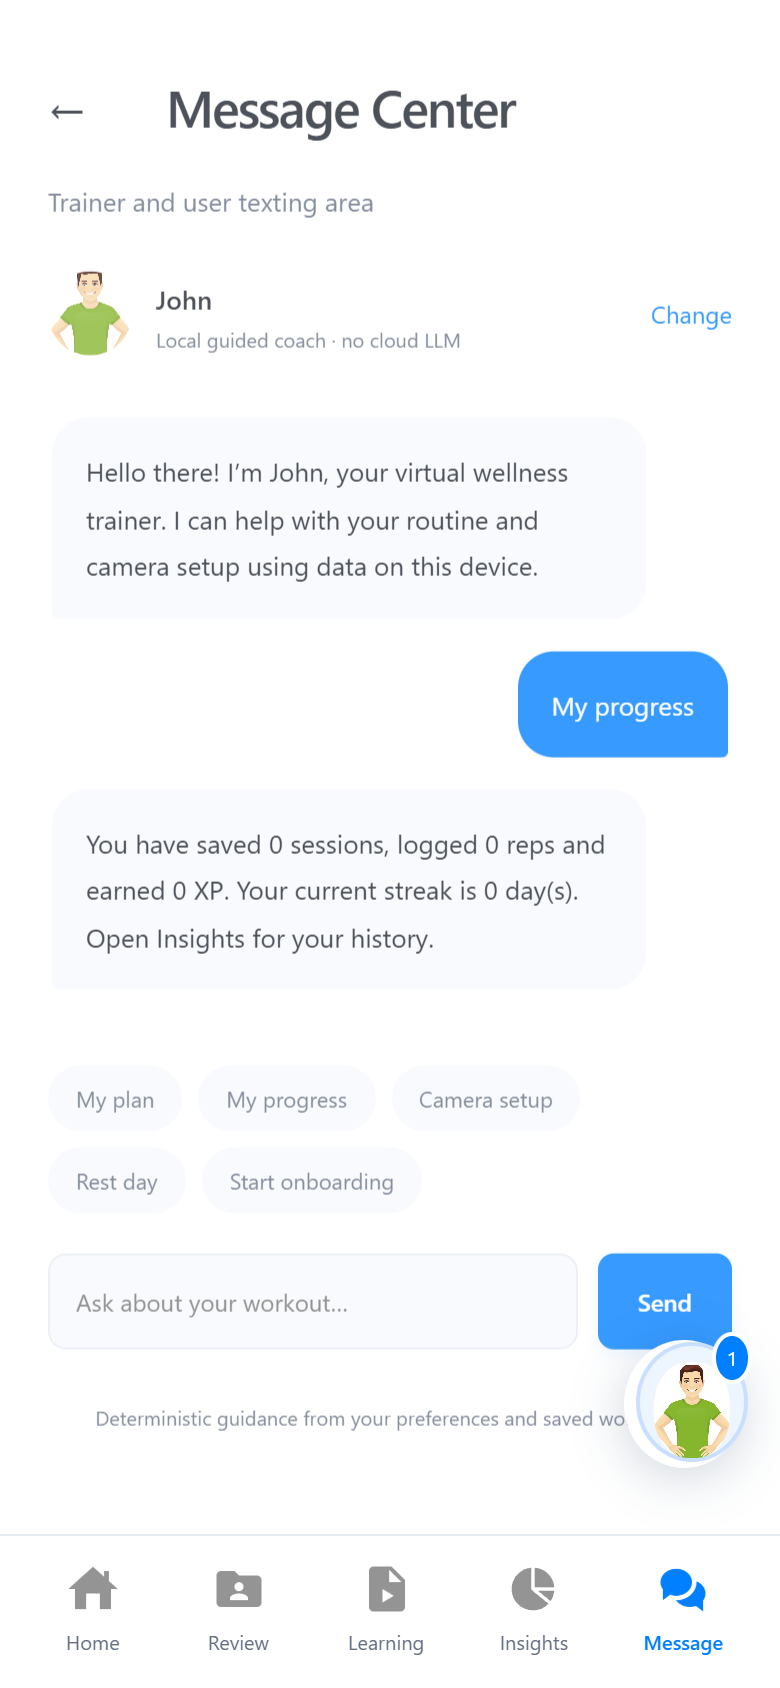 Message Center
Trainer and user texting area
John
Local guided coach · no cloud LLM
Change
Hello there! I’m John, your virtual wellness
trainer. I can help with your routine and
camera setup using data on this device.
My progress
You have saved 0 sessions, logged 0 reps and
earned 0 XP. Your current streak is 0 day(s).
Open Insights for your history.
My plan
My progress
Camera setup
Rest day
Start onboarding
Ask about your workout...
Send
1
Deterministic guidance from your preferences and saved
Home
Review
Learning
Insights
Message